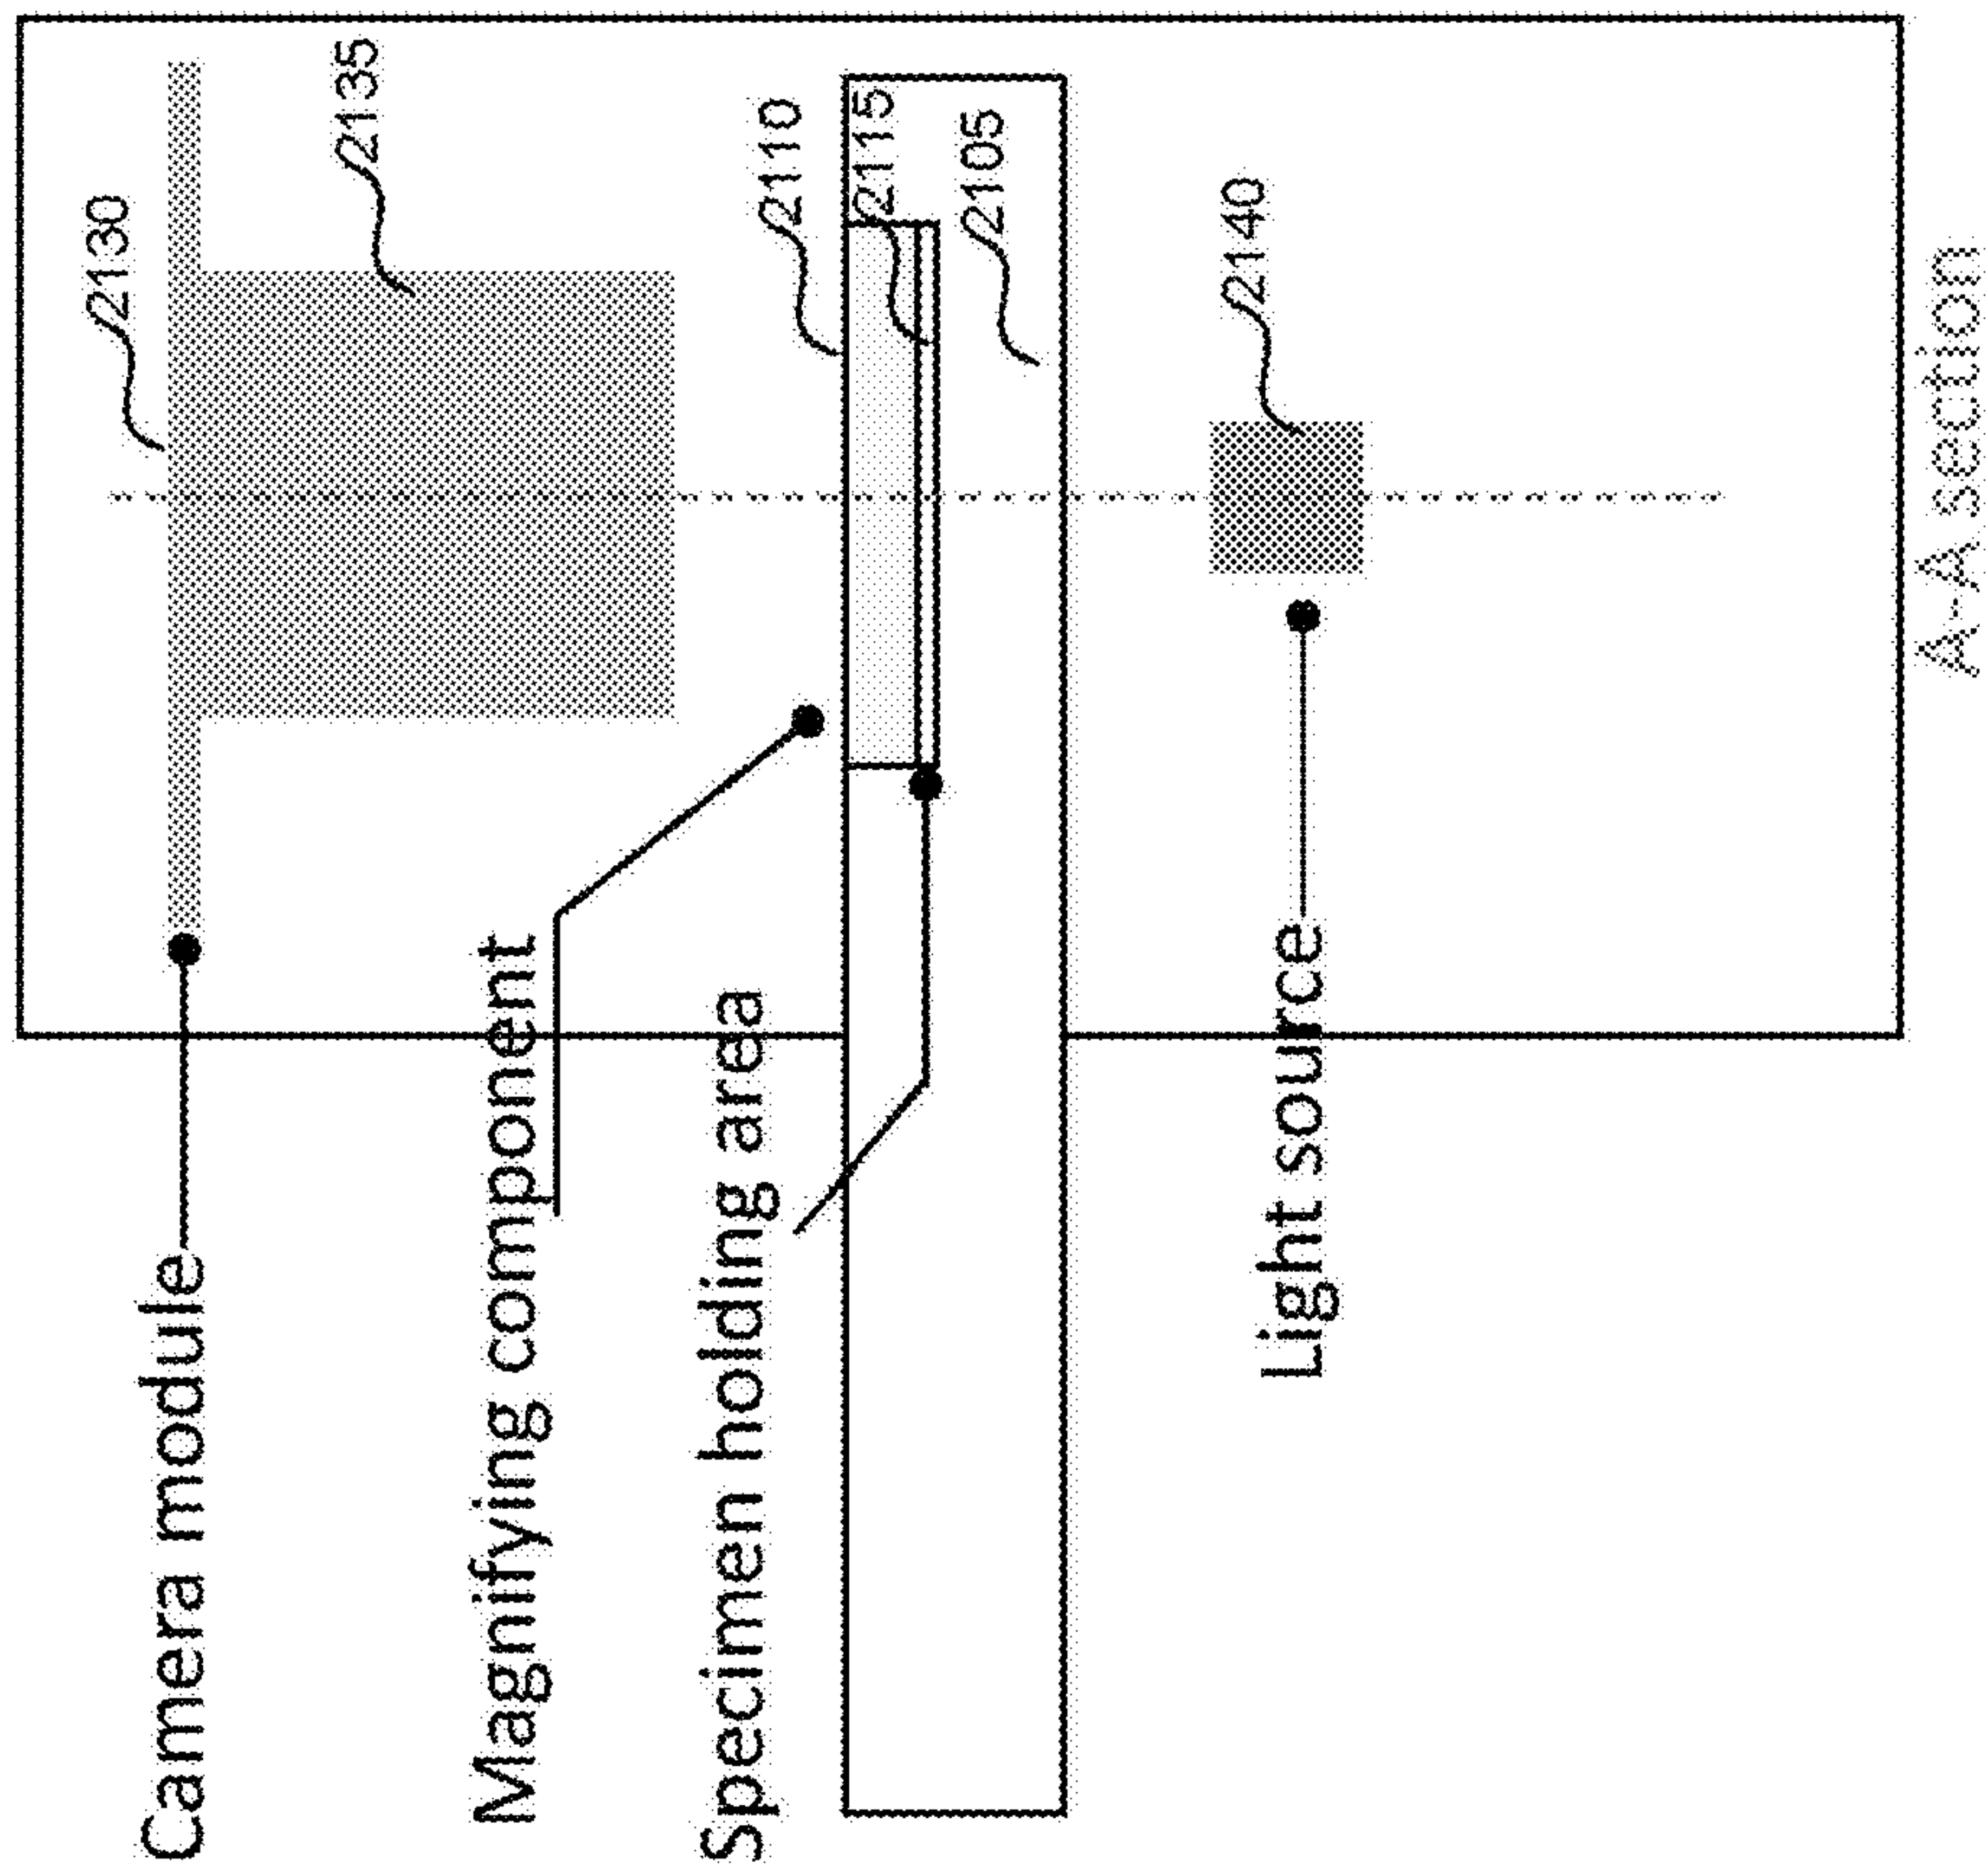 Camera module
2130
2135
Magnifying component
Specimen holding area
2110
2115
2105
Light source
2140
A-A section